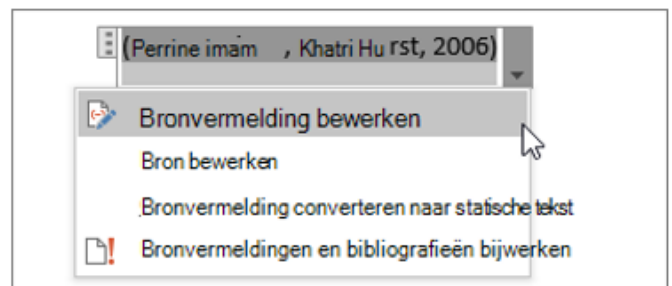 (Perrine imam , Khatri Hu rst, 2006)
Bronvermelding bewerken
Bron bewerken
Bronvermelding converteren naar statische tekst
Bronvermeldingen en bibliografieën bijwerken